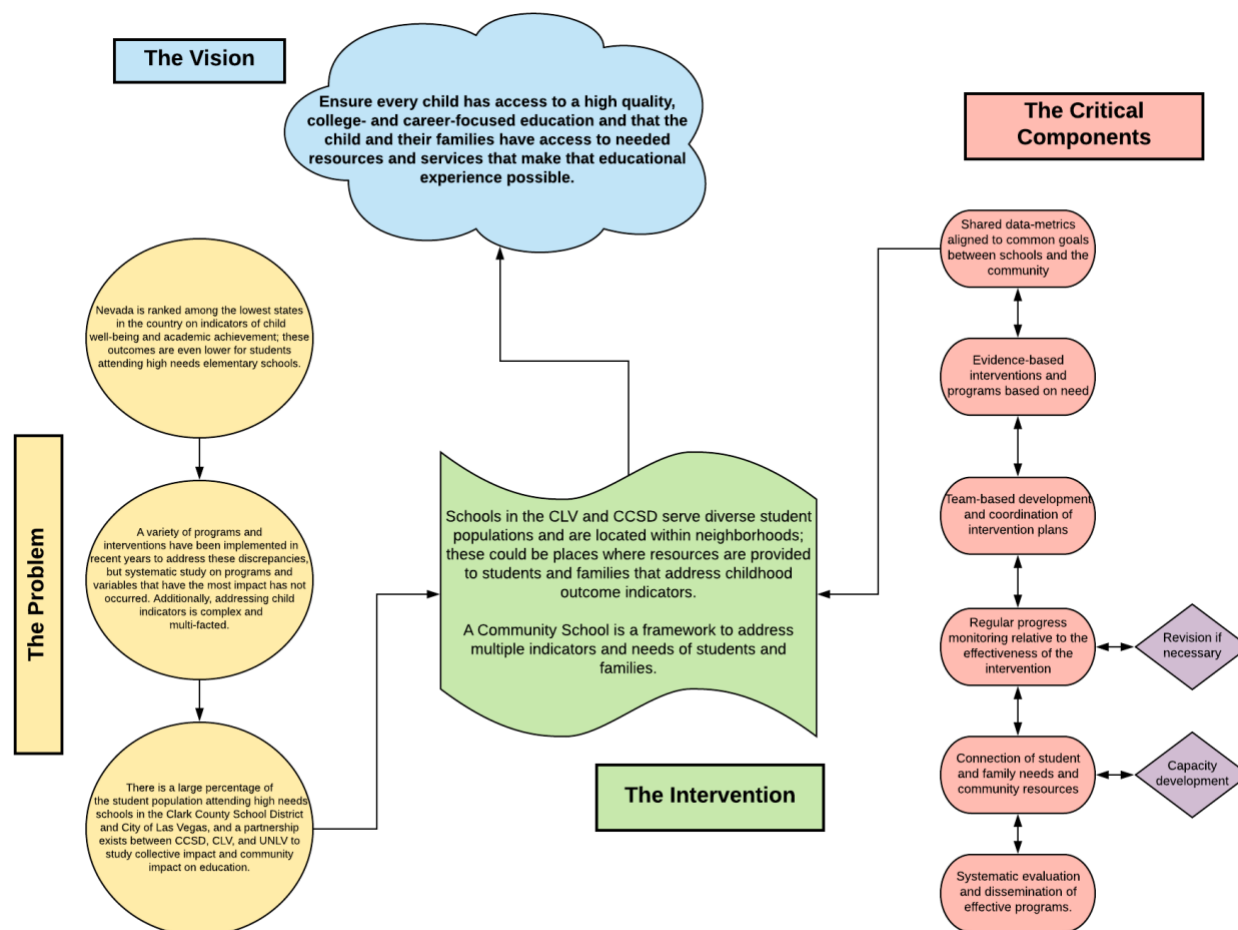 The Vision
Ensure every child has access to a high quality,
college- and career-focused education and that the
child and their families have access to needed
resources and services that make that educational
experience possible.
The Critical
Components
The Problem
Nevada is ranked among the lowest states
in the country on indicators of child
well-being and academic achievement; these
outcomes are even lower for students
attending high needs elementary schools.
A variety of programs and
interventions have been implemented in
recent years to address these discrepancies,
but systematic study on programs and
variables that have the most impact has not
occurred. Additionally, addressing child
indicators is complex and
multi-facted.
There is a large percentage of
the student population attending high needs
schools in the Clark County School District
and City of Las Vegas, and a partnership
exists between CCSD, CLV, and UNLV to
study collective impact and community
impact on education.
Schools in the CLV and CCSD serve diverse student
populations and are located within neighborhoods;
these could be places where resources are provided
to students and families that address childhood
outcome indicators.
A Community School is a framework to address
multiple indicators and needs of students and
families.
The Intervention
Shared data-metrics
aligned to common goals
between schools and the
community
Evidence-based
interventions and
programs based on need
Team-based development
and coordination of
intervention plans
Regular progress
monitoring relative to the
effectiveness of the
intervention
Revision if
necessary
Connection of student
and family needs and
community resources
Capacity
development
Systematic evaluation
and dissemination of
effective programs.